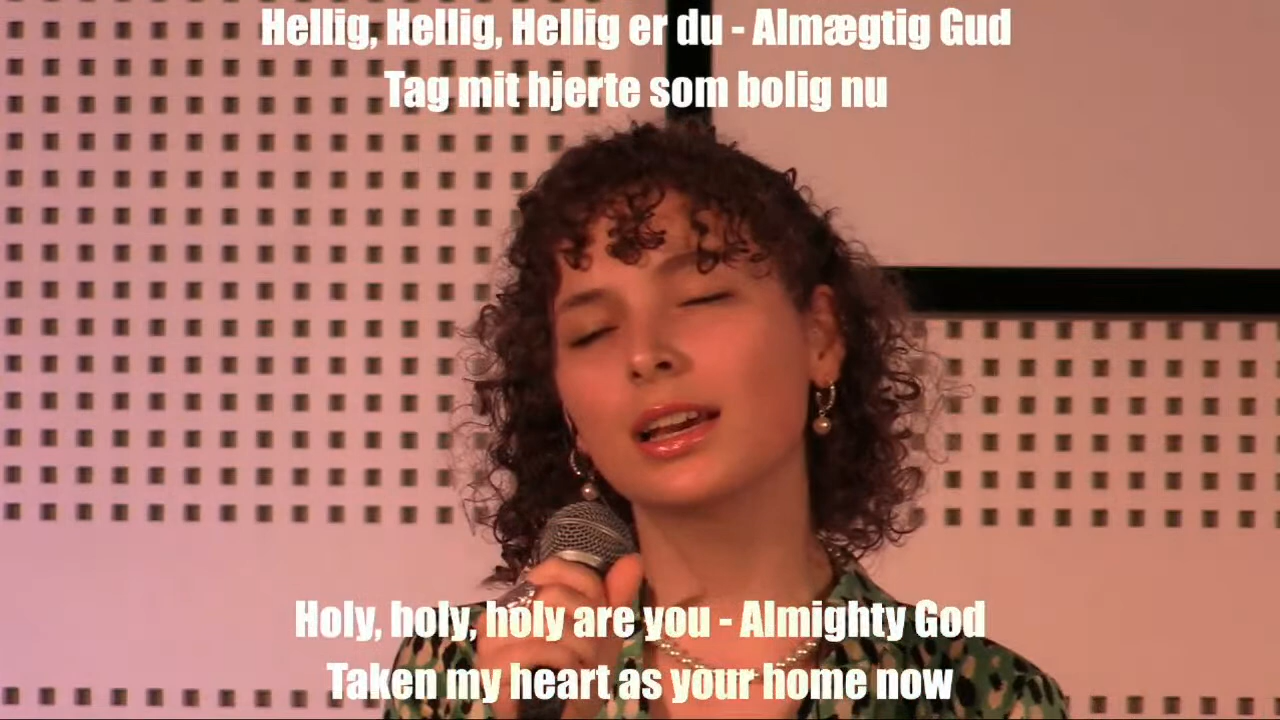 Hellig, Hellig, Hellig er du - Almægtig Gud
Tag mit hjerte som bolig nu
Holy, holy, holy are you - Almighty God
Taken my heart as your home now